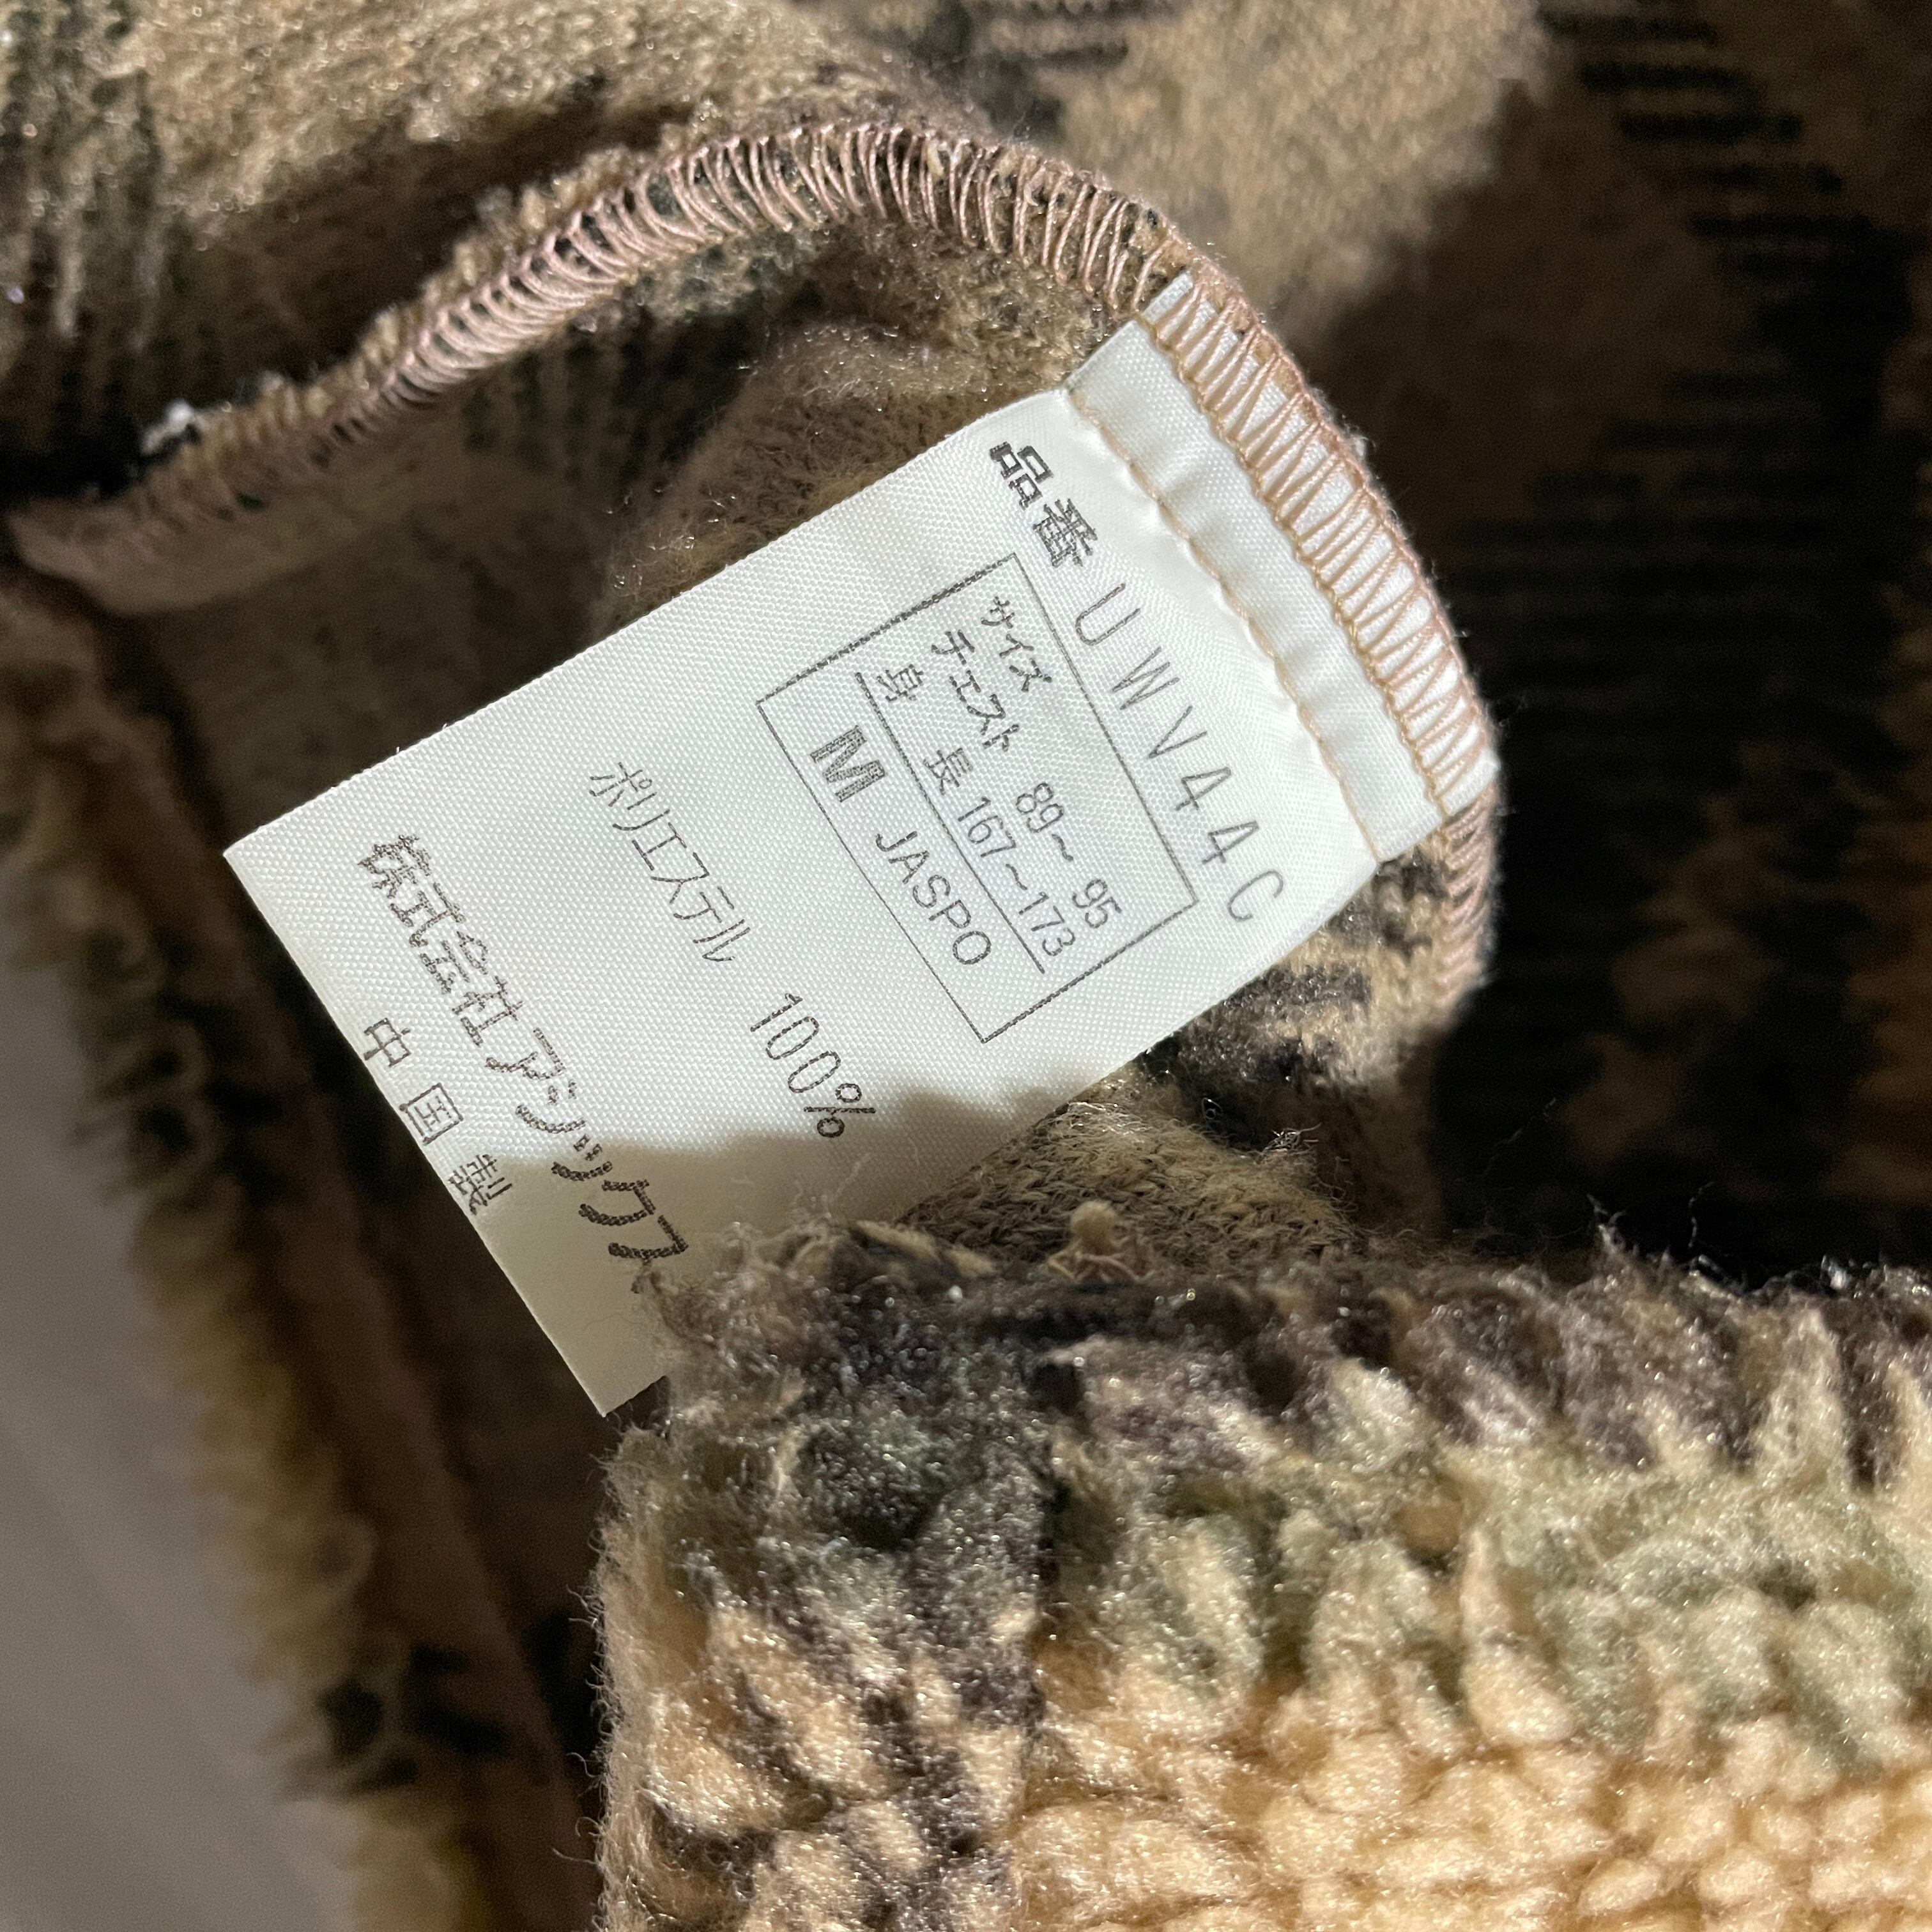 品番 UWV44C
サイズ
チェスト 89～ 95
身 長 167～173
M JASPO
ポリエステル 100%
株式会社アシックス
中国製